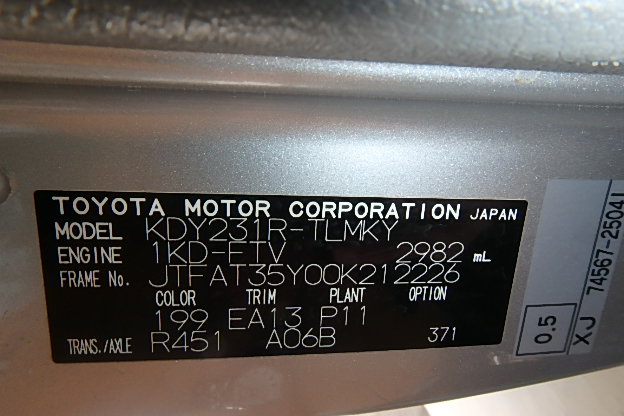 TOYOTA MOTOR CORPORATION JAPAN
MODEL KDY231R-TLMKY
ENGINE 1KD-FTV 2982 mL
FRAME No. JTFAT35Y00K212226
COLOR TRIM PLANT OPTION
199 EA13 P11
TRANS./AXLE R451 A06B 371
0.5
XJ 74567-25041